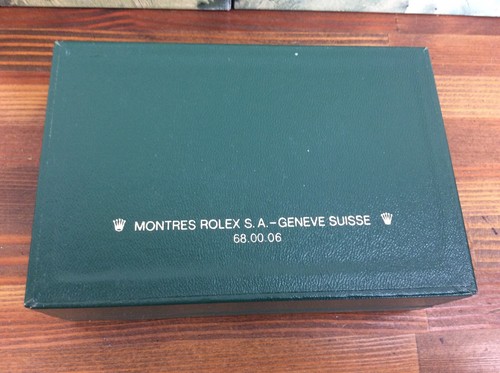 MONTRES ROLEX S.A.-GENEVE SUISSE
68.00.06